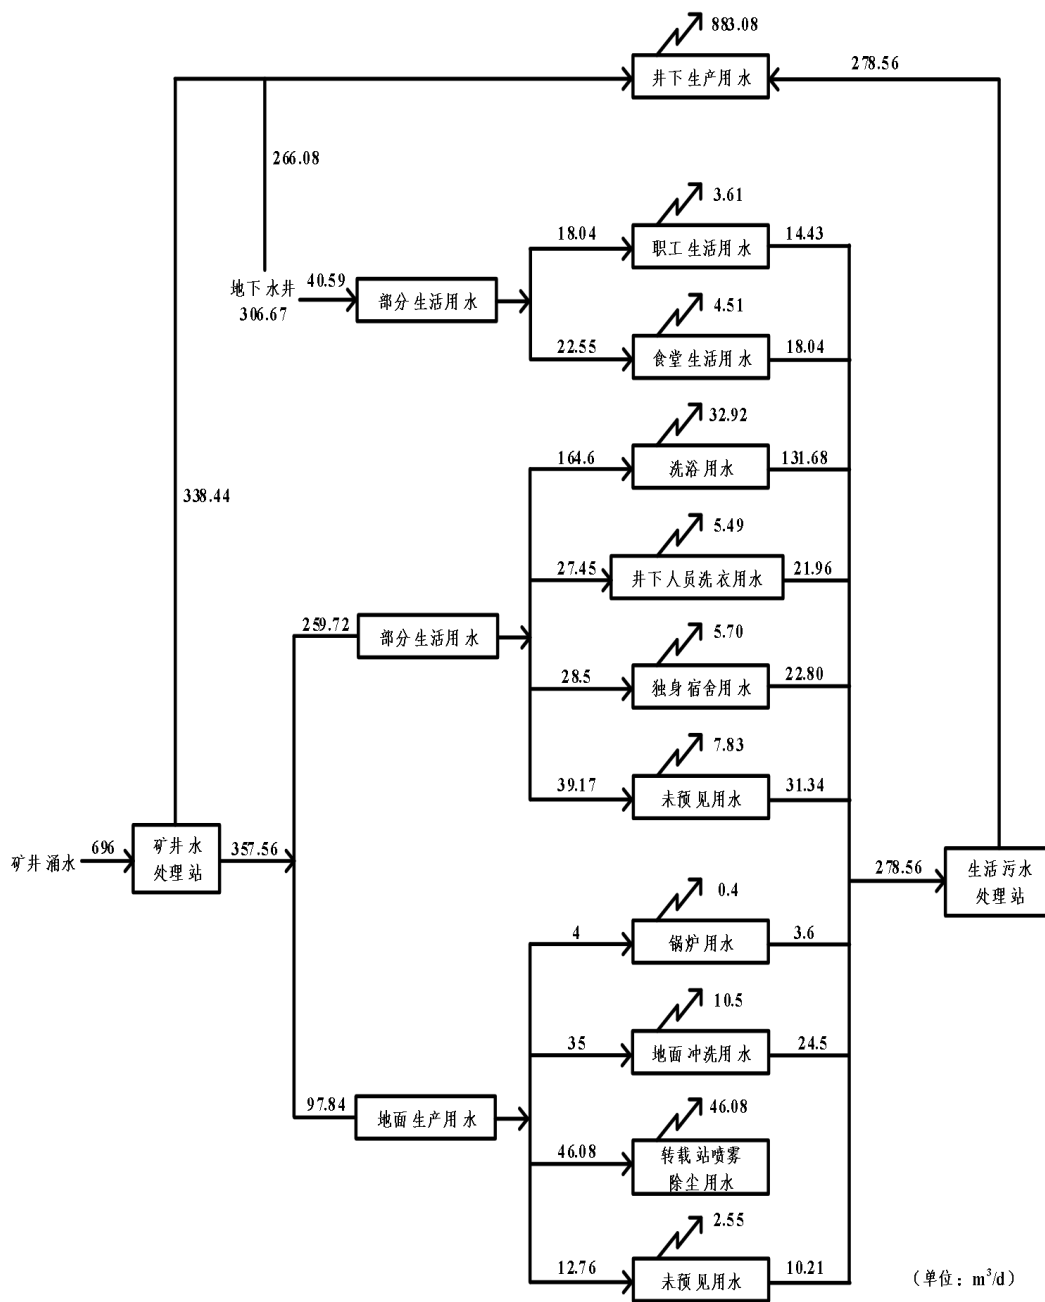 883.08
井下生产用水
278.56
266.08
3.61
18.04
职工生活用水
14.43
地下水井
306.67
40.59
部分生活用水
4.51
22.55
食堂生活用水
18.04
32.92
164.6
洗浴用水
131.68
338.44
5.49
27.45
井下人员洗衣用水
21.96
259.72
部分生活用水
5.70
28.5
独身宿舍用水
22.80
7.83
39.17
未预见用水
31.34
矿井涌水
696
矿井水
处理站
357.56
278.56
生活污水
处理站
0.4
4
锅炉用水
3.6
10.5
35
地面冲洗用水
24.5
97.84
地面生产用水
46.08
46.08
转载站喷雾
除尘用水
2.55
12.76
未预见用水
10.21
（单位：m³/d）